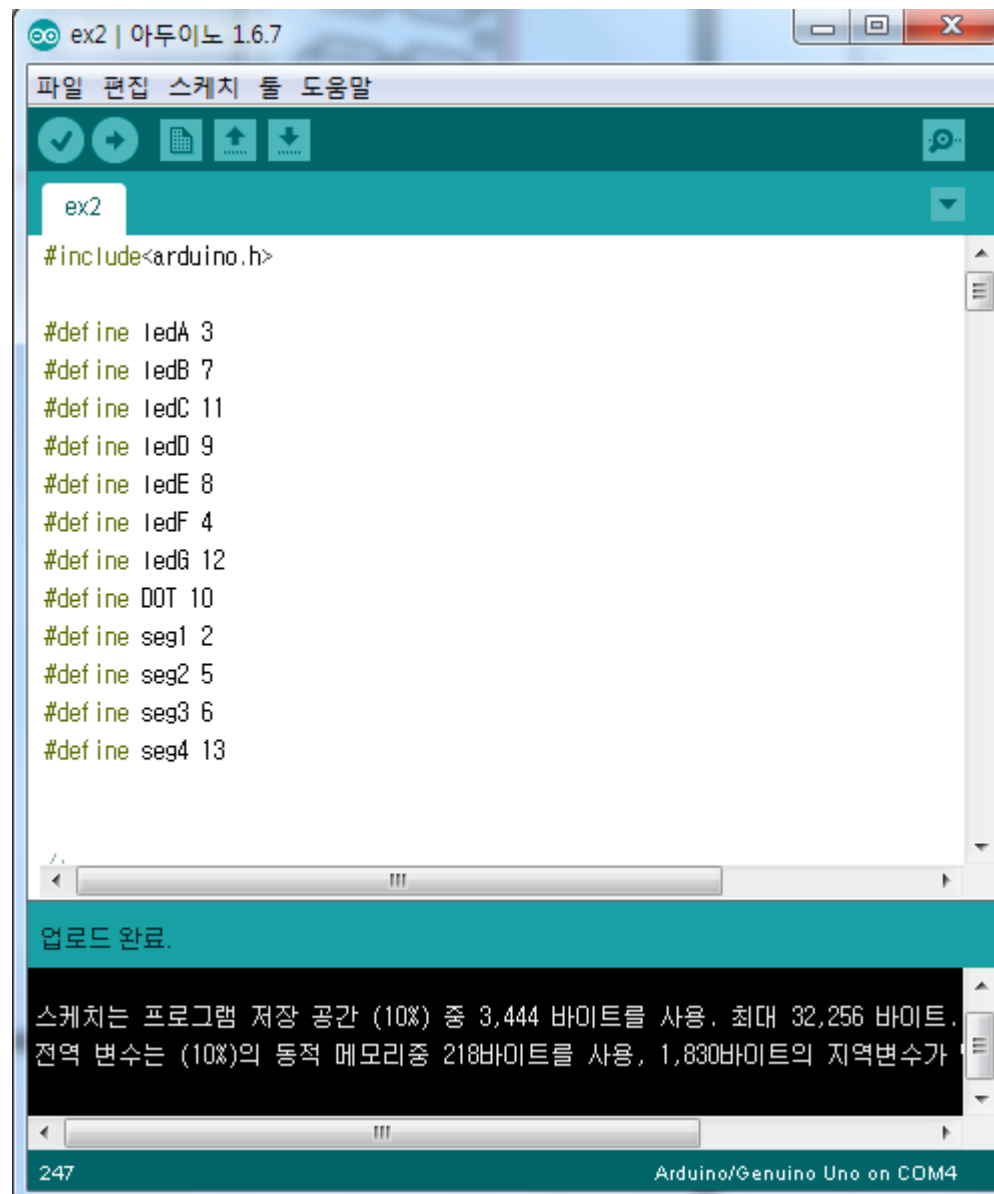 ex2 | 아두이노 1.6.7
파일 편집 스케치 툴 도움말
ex2
#include<arduino.h>
#define ledA 3
#define ledB 7
#define ledC 11
#define ledD 9
#define ledE 8
#define ledF 4
#define ledG 12
#define DOT 10
#define seg1 2
#define seg2 5
#define seg3 6
#define seg4 13
업로드 완료.
스케치는 프로그램 저장 공간 (10%) 중 3,444 바이트를 사용. 최대 32,256 바이트.
전역 변수는 (10%)의 동적 메모리중 218바이트를 사용, 1,830바이트의 지역변수가
247
Arduino/Genuino Uno on COM4